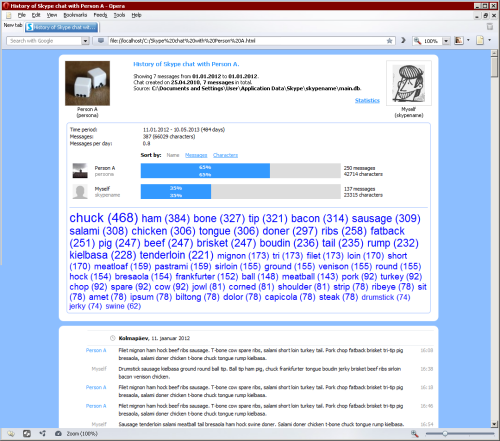 History of Skype chat with Person A - Opera
File View Bookmarks Feeds Tools Help
New tab History of Skype chat wit...
Search with Google file://localhost/C:/Skype%20chat%20with%20Person%20A.html 100%
History of Skype chat with Person A.
Showing 7 messages from 01.01.2012 to 01.01.2012.
Chat created on 25.04.2010, 7 messages in total.
Source: C:\Documents and Settings\User\Application Data\Skype\skypename\main.db.
Statistics
Person A
(persona)
Myself
(skypename)
Time period: 11.01.2012 - 10.05.2013 (484 days)
Messages: 387 (66029 characters)
Messages per day: 0.8
Sort by: Name Messages Characters
Person A
persona
65%
65%
250 messages
42714 characters
Myself
skypename
35%
35%
137 messages
23315 characters
chuck (468) ham (384) bone (327) tip (321) bacon (314) sausage (309)
salami (308) chicken (306) tongue (306) doner (297) ribs (258) fatback
(251) pig (247) beef (247) brisket (247) boudin (236) tail (235) rump (232)
kielbasa (228) tenderloin (221) mignon (173) tri (173) filet (173) loin (170) short
(170) meatloaf (159) pastrami (159) sirloin (155) ground (155) venison (155) round (155)
hock (154) bresaola (154) frankfurter (152) ball (148) meatball (143) pork (92) turkey (92)
chop (92) spare (92) cow (92) jowl (81) corned (81) shoulder (78) strip (78) ribeye (78) sit
(78) amet (78) ipsum (78) biltong (78) dolor (78) capicola (78) steak (78) drumstick (74)
jerky (74) swine (62)
Kolmapäev, 11. jaanuar 2012
Person A Filet mignon ham hock beef ribs sausage. T-bone cow spare ribs, salami short loin turkey tail. Pork chop fatback brisket tri-tip pig 16:08
bresaola, salami doner chicken t-bone chuck tongue rump kielbasa.
Myself Drumstick sausage kielbasa ground round ball tip. Ball tip ham pig, chuck frankfurter tongue boudin jerky brisket beef ribs sirloin
bacon venison chicken.
Person A Filet mignon ham hock beef ribs sausage. T-bone cow spare ribs, salami short loin turkey tail. Pork chop fatback brisket tri-tip pig
bresaola, salami doner chicken t-bone chuck tongue rump kielbasa.
Person A Filet mignon ham hock beef ribs sausage. T-bone cow spare ribs, salami short loin turkey tail. Pork chop fatback brisket tri-tip pig
bresaola, salami doner chicken t-bone chuck tongue rump kielbasa.
Myself Sausage tenderloin salami meatball tail bresaola ham hock swine doner. Salami doner chicken t-bone chuck tongue rump kielbasa. 16:54
Zoom (100%) 100%